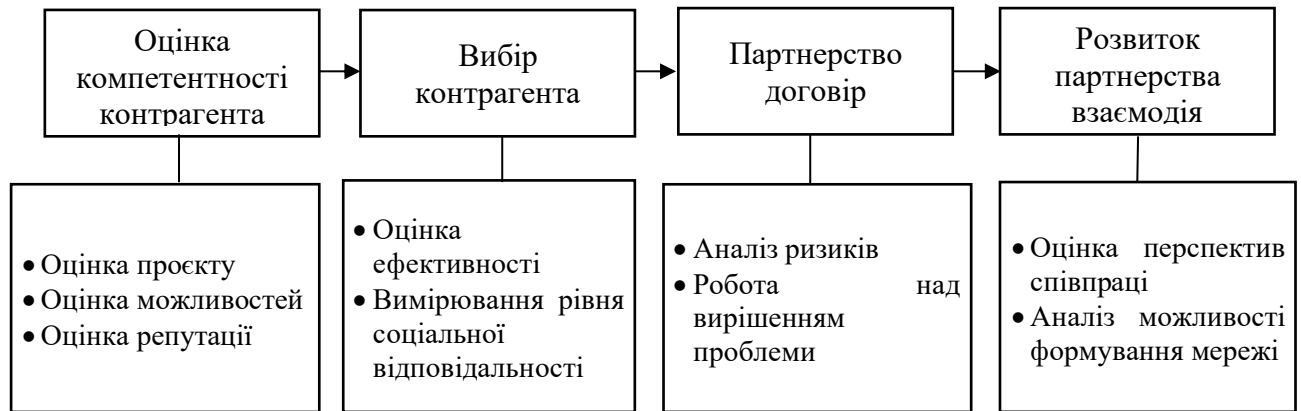 Оцінка
компетентності
контрагента
Вибір
контрагента
Партнерство
договір
Розвиток
партнерства
взаємодія
• Оцінка проєкту
• Оцінка можливостей
• Оцінка репутації
• Оцінка
ефективності
• Вимірювання рівня
соціальної
відповідальності
• Аналіз ризиків
• Робота над
вирішенням
проблеми
• Оцінка перспектив
співпраці
• Аналіз можливості
формування мережі